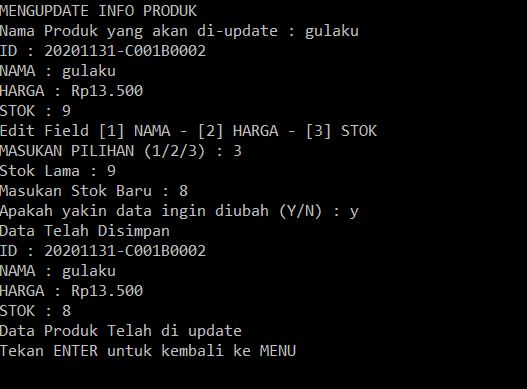 MENGUPDATE INFO PRODUK
Nama Produk yang akan di-update : gulaku
ID : 20201131-C001B0002
NAMA : gulaku
HARGA : Rp13.500
STOK : 9
Edit Field [1] NAMA - [2] HARGA - [3] STOK
MASUKAN PILIHAN (1/2/3) : 3
Stok Lama : 9
Masukan Stok Baru : 8
Apakah yakin data ingin diubah (Y/N) : y
Data Telah Disimpan
ID : 20201131-C001B0002
NAMA : gulaku
HARGA : Rp13.500
STOK : 8
Data Produk Telah di update
Tekan ENTER untuk kembali ke MENU